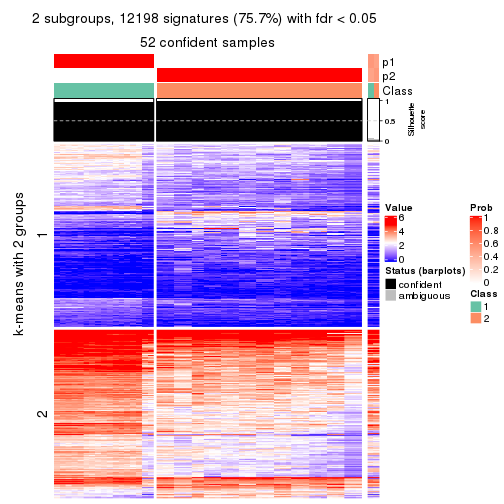 2 subgroups, 12198 signatures (75.7%) with fdr < 0.05
52 confident samples
p1
p2
Class
1
0.5
0
Silhouette
score
k-means with 2 groups
1
2
Value
6
4
2
0
Status (barplots)
confident
ambiguous
Prob
1
0.8
0.6
0.4
0.2
0
Class
1
2